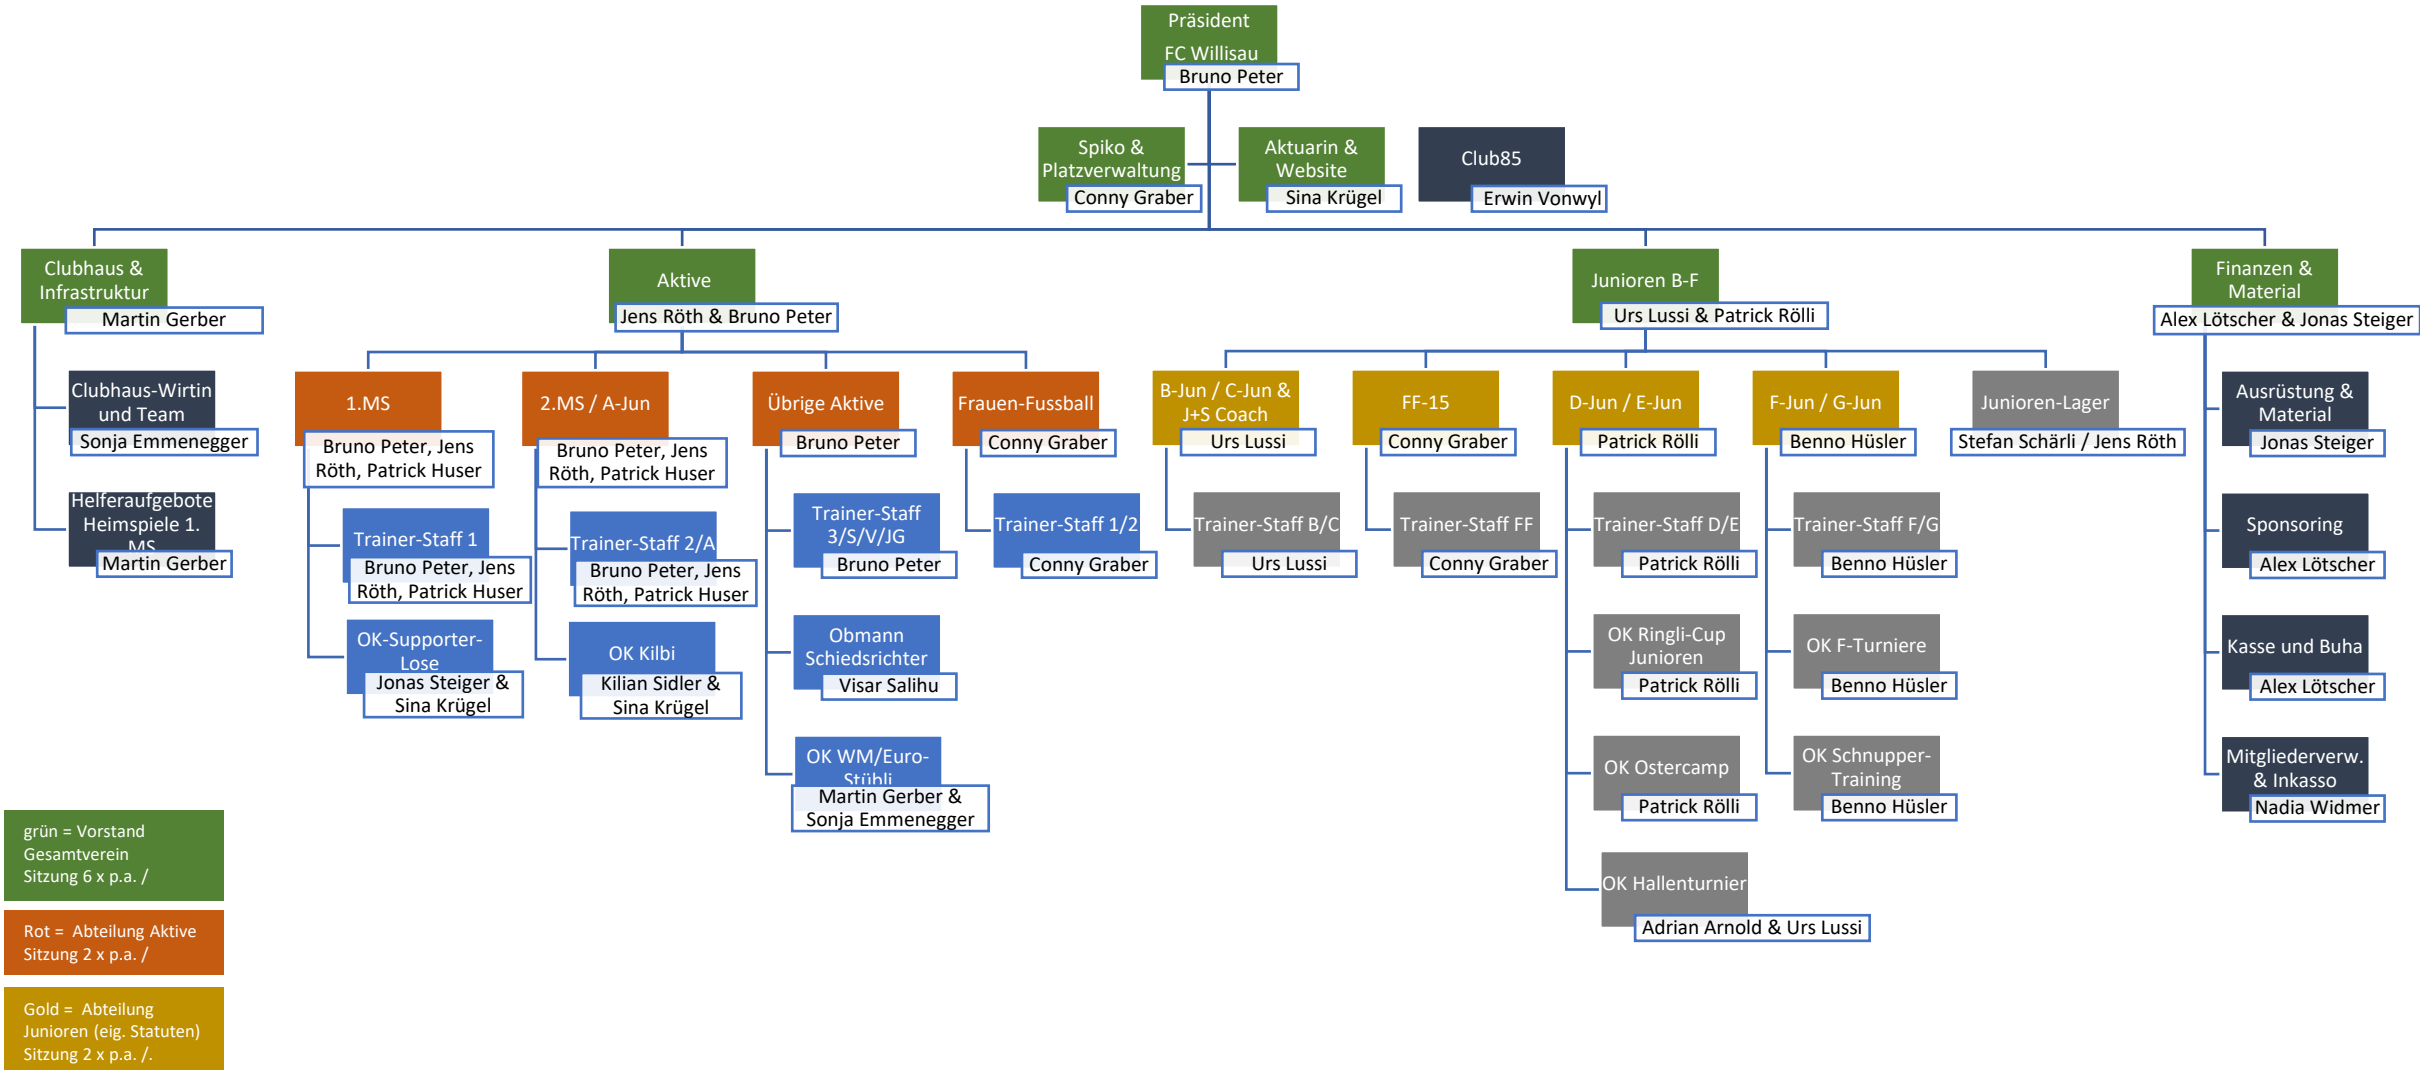 Präsident
FC Willisau
Bruno Peter
Spiko &
Platzverwaltung
Conny Graber
Aktuarin &
Website
Sina Krügel
Club85
Erwin Vonwyl
Clubhaus &
Infrastruktur
Martin Gerber
Aktive
Jens Röth & Bruno Peter
Junioren B-F
Urs Lussi & Patrick Rölli
Finanzen &
Material
Alex Lötscher & Jonas Steiger
Clubhaus-Wirtin
und Team
Sonja Emmenegger
Helferaufgebote
Heimspiele 1.
MS
Martin Gerber
1.MS
Bruno Peter, Jens
Röth, Patrick Huser
Trainer-Staff 1
Bruno Peter, Jens
Röth, Patrick Huser
OK-Supporter-
Lose
Jonas Steiger &
Sina Krügel
2.MS / A-Jun
Bruno Peter, Jens
Röth, Patrick Huser
Trainer-Staff 2/A
Bruno Peter, Jens
Röth, Patrick Huser
OK Kilbi
Kilian Sidler &
Sina Krügel
Übrige Aktive
Bruno Peter
Trainer-Staff
3/S/V/JG
Bruno Peter
Obmann
Schiedsrichter
Visar Salihu
OK WM/Euro-
Stübli
Martin Gerber &
Sonja Emmenegger
Frauen-Fussball
Conny Graber
Trainer-Staff 1/2
Conny Graber
B-Jun / C-Jun &
J+S Coach
Urs Lussi
Trainer-Staff B/C
Urs Lussi
FF-15
Conny Graber
Trainer-Staff FF
Conny Graber
D-Jun / E-Jun
Patrick Rölli
Trainer-Staff D/E
Patrick Rölli
OK Ringli-Cup
Junioren
Patrick Rölli
OK Ostercamp
Patrick Rölli
OK Hallenturnier
Adrian Arnold & Urs Lussi
F-Jun / G-Jun
Benno Hüsler
Trainer-Staff F/G
Benno Hüsler
OK F-Turniere
Benno Hüsler
OK Schnupper-
Training
Benno Hüsler
Junioren-Lager
Stefan Schärli / Jens Röth
Ausrüstung &
Material
Jonas Steiger
Sponsoring
Alex Lötscher
Kasse und Buha
Alex Lötscher
Mitgliederverw.
& Inkasso
Nadia Widmer
grün = Vorstand
Gesamtverein
Sitzung 6 x p.a. /
Rot = Abteilung Aktive
Sitzung 2 x p.a. /
Gold = Abteilung
Junioren (eig. Statuten)
Sitzung 2 x p.a. /.